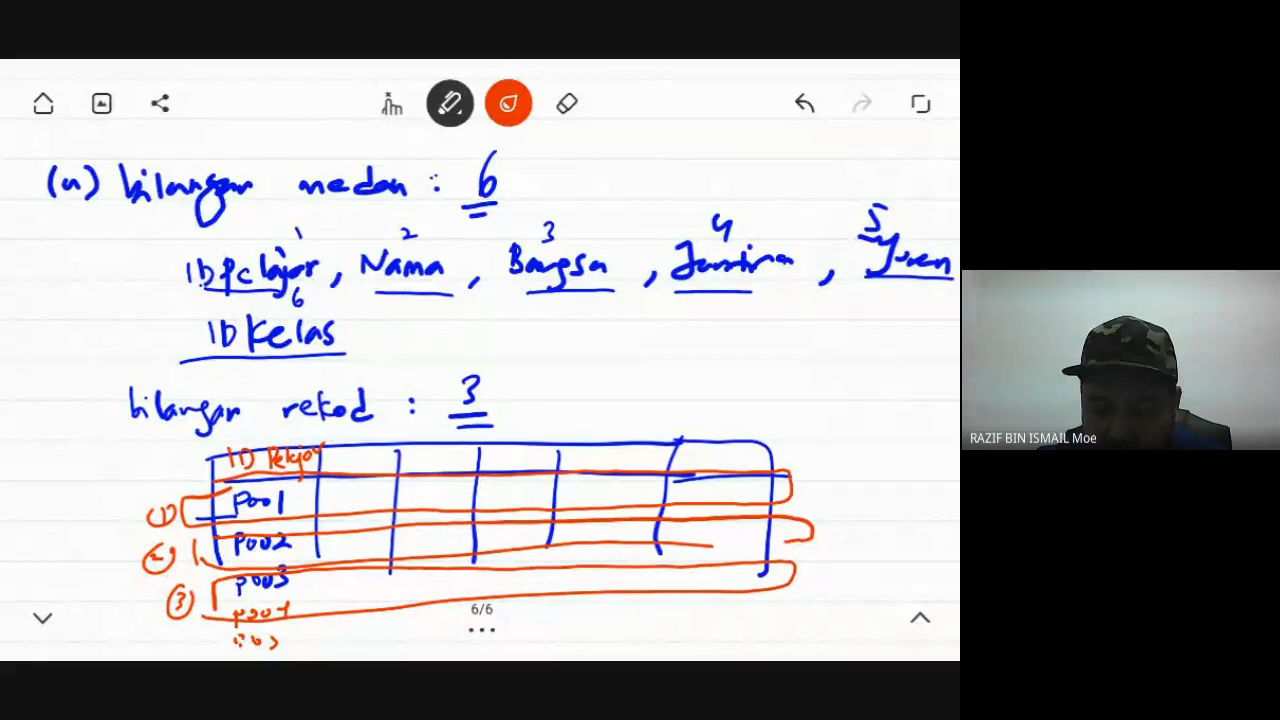 (a) bilangan medan : 6
1 2 3 4 5
ID Pelajar, Nama, Bangsa, Jantina,
6
ID Kelas
bilangan rekod : 3
ID Pelajar
(1) P001
(2) P002
(3) P003
P004
6/6
RAZIF BIN ISMAIL Moe